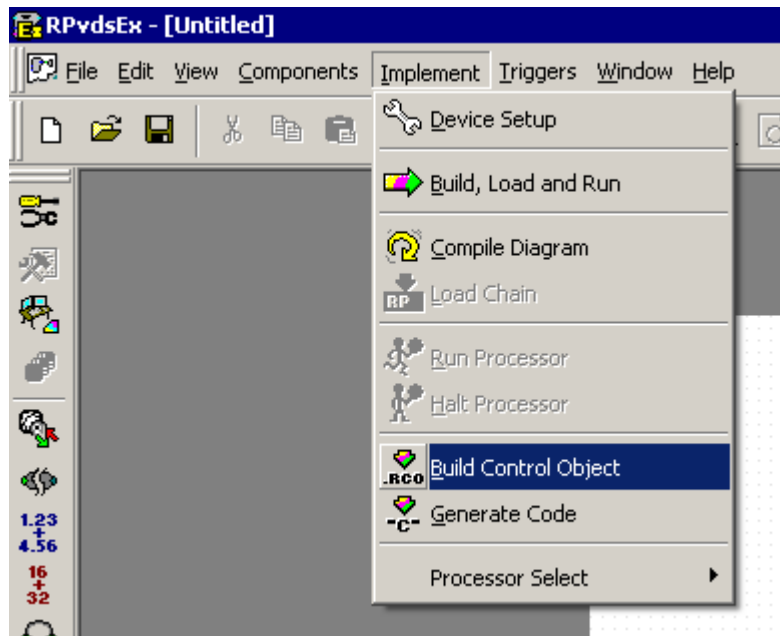 RPvdsEx - [Untitled]
File Edit View Components Implement Triggers Window Help
Device Setup
Build, Load and Run
Compile Diagram
RP Load Chain
Run Processor
Halt Processor
.RCO Build Control Object
"C" Generate Code
Processor Select
1.23
+
4.56
16
+
32